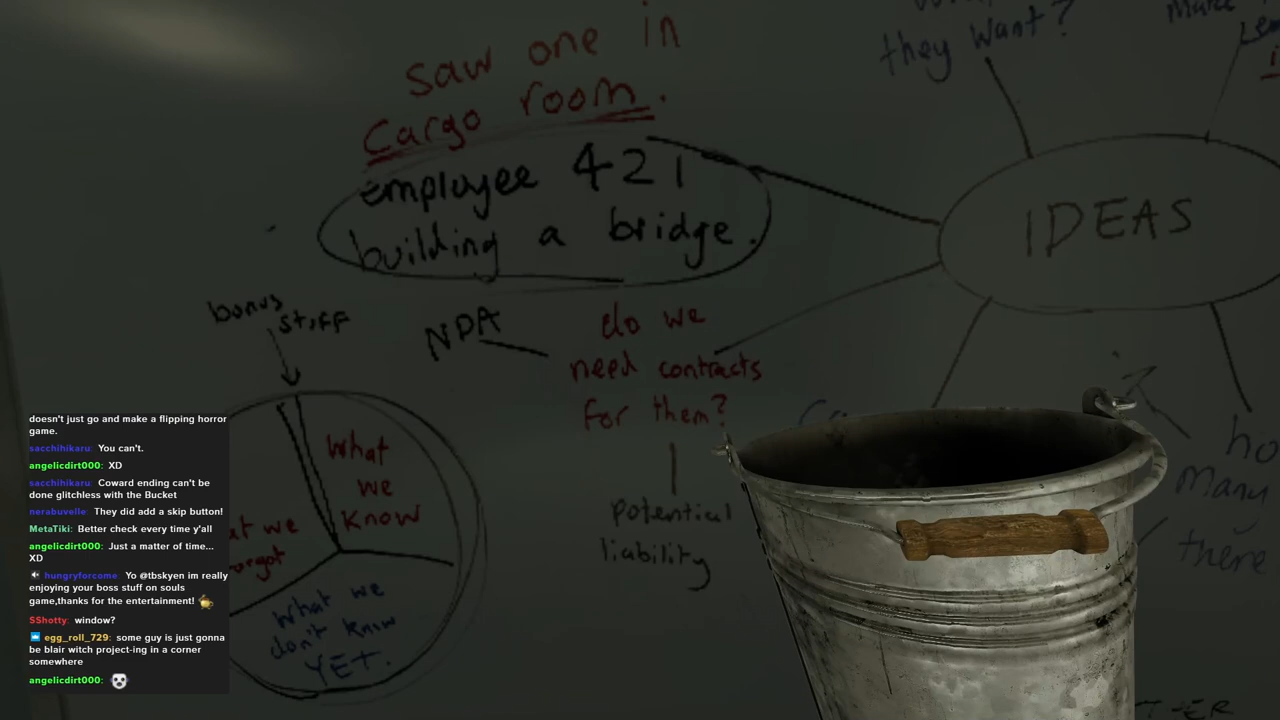 saw one in
Cargo room.
employee 421
building a bridge.
they want?
IDEAS
bonus
stuff
NDA
do we
need contracts
for them?
potential
liability
how
Many
there
What
we
know
at we
orgot
What we
don't know
YET.
doesn't just go and make a flipping horror
game.
sacchihikaru: You can't.
angelicdirt000: XD
sacchihikaru: Coward ending can't be
done glitchless with the Bucket
nerabuvelle: They did add a skip button!
MetaTiki: Better check every time y'all
angelicdirt000: Just a matter of time...
XD
hungryforcome: Yo @tbskyen im really
enjoying your boss stuff on souls
game,thanks for the entertainment!
SShotty: window?
egg_roll_729: some guy is just gonna
be blair witch project-ing in a corner
somewhere
angelicdirt000: